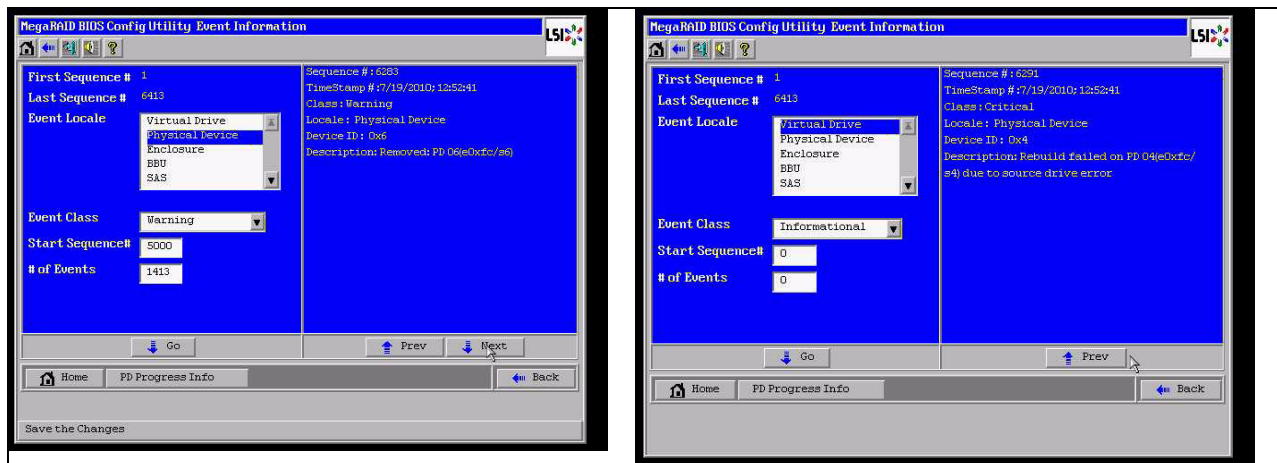 MegaRAID BIOS Config Utility Event Information
LSI
First Sequence # 1
Last Sequence # 6413
Event Locale
Virtual Drive
Physical Device
Enclosure
BBU
SAS
Event Class Warning
Start Sequence# 5000
# of Events 1413
Go
Sequence # : 6283
TimeStamp # :7/19/2010; 12:52:41
Class : Warning
Locale : Physical Device
Device ID : 0x6
Description: Removed: PD 06(e0xfc/s6)
Prev Next
Home PD Progress Info Back
Save the Changes
MegaRAID BIOS Config Utility Event Information
LSI
First Sequence # 1
Last Sequence # 6413
Event Locale
Virtual Drive
Physical Device
Enclosure
BBU
SAS
Event Class Informational
Start Sequence# 0
# of Events 0
Go
Sequence # : 6291
TimeStamp # :7/19/2010; 12:52:41
Class : Critical
Locale : Physical Device
Device ID : 0x4
Description: Rebuild failed on PD 04(e0xfc/
s4) due to source drive error
Prev
Home PD Progress Info Back